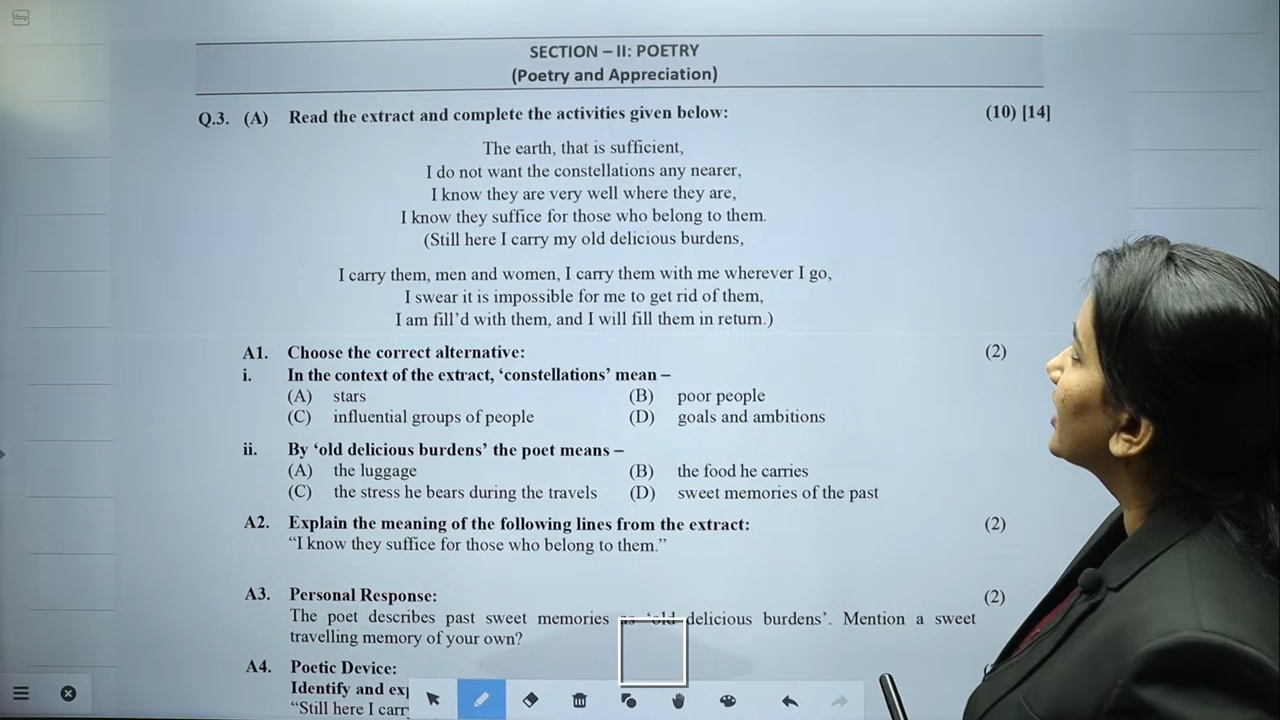 SECTION – II: POETRY
(Poetry and Appreciation)
Q.3. (A) Read the extract and complete the activities given below: (10) [14]
The earth, that is sufficient,
I do not want the constellations any nearer,
I know they are very well where they are,
I know they suffice for those who belong to them.
(Still here I carry my old delicious burdens,
I carry them, men and women, I carry them with me wherever I go,
I swear it is impossible for me to get rid of them,
I am fill’d with them, and I will fill them in return.)
A1. Choose the correct alternative: (2)
i. In the context of the extract, ‘constellations’ mean –
(A) stars (B) poor people
(C) influential groups of people (D) goals and ambitions
ii. By ‘old delicious burdens’ the poet means –
(A) the luggage (B) the food he carries
(C) the stress he bears during the travels (D) sweet memories of the past
A2. Explain the meaning of the following lines from the extract: (2)
“I know they suffice for those who belong to them.”
A3. Personal Response: (2)
The poet describes past sweet memories as ‘old delicious burdens’. Mention a sweet
travelling memory of your own?
A4. Poetic Device:
Identify and
“Still here I